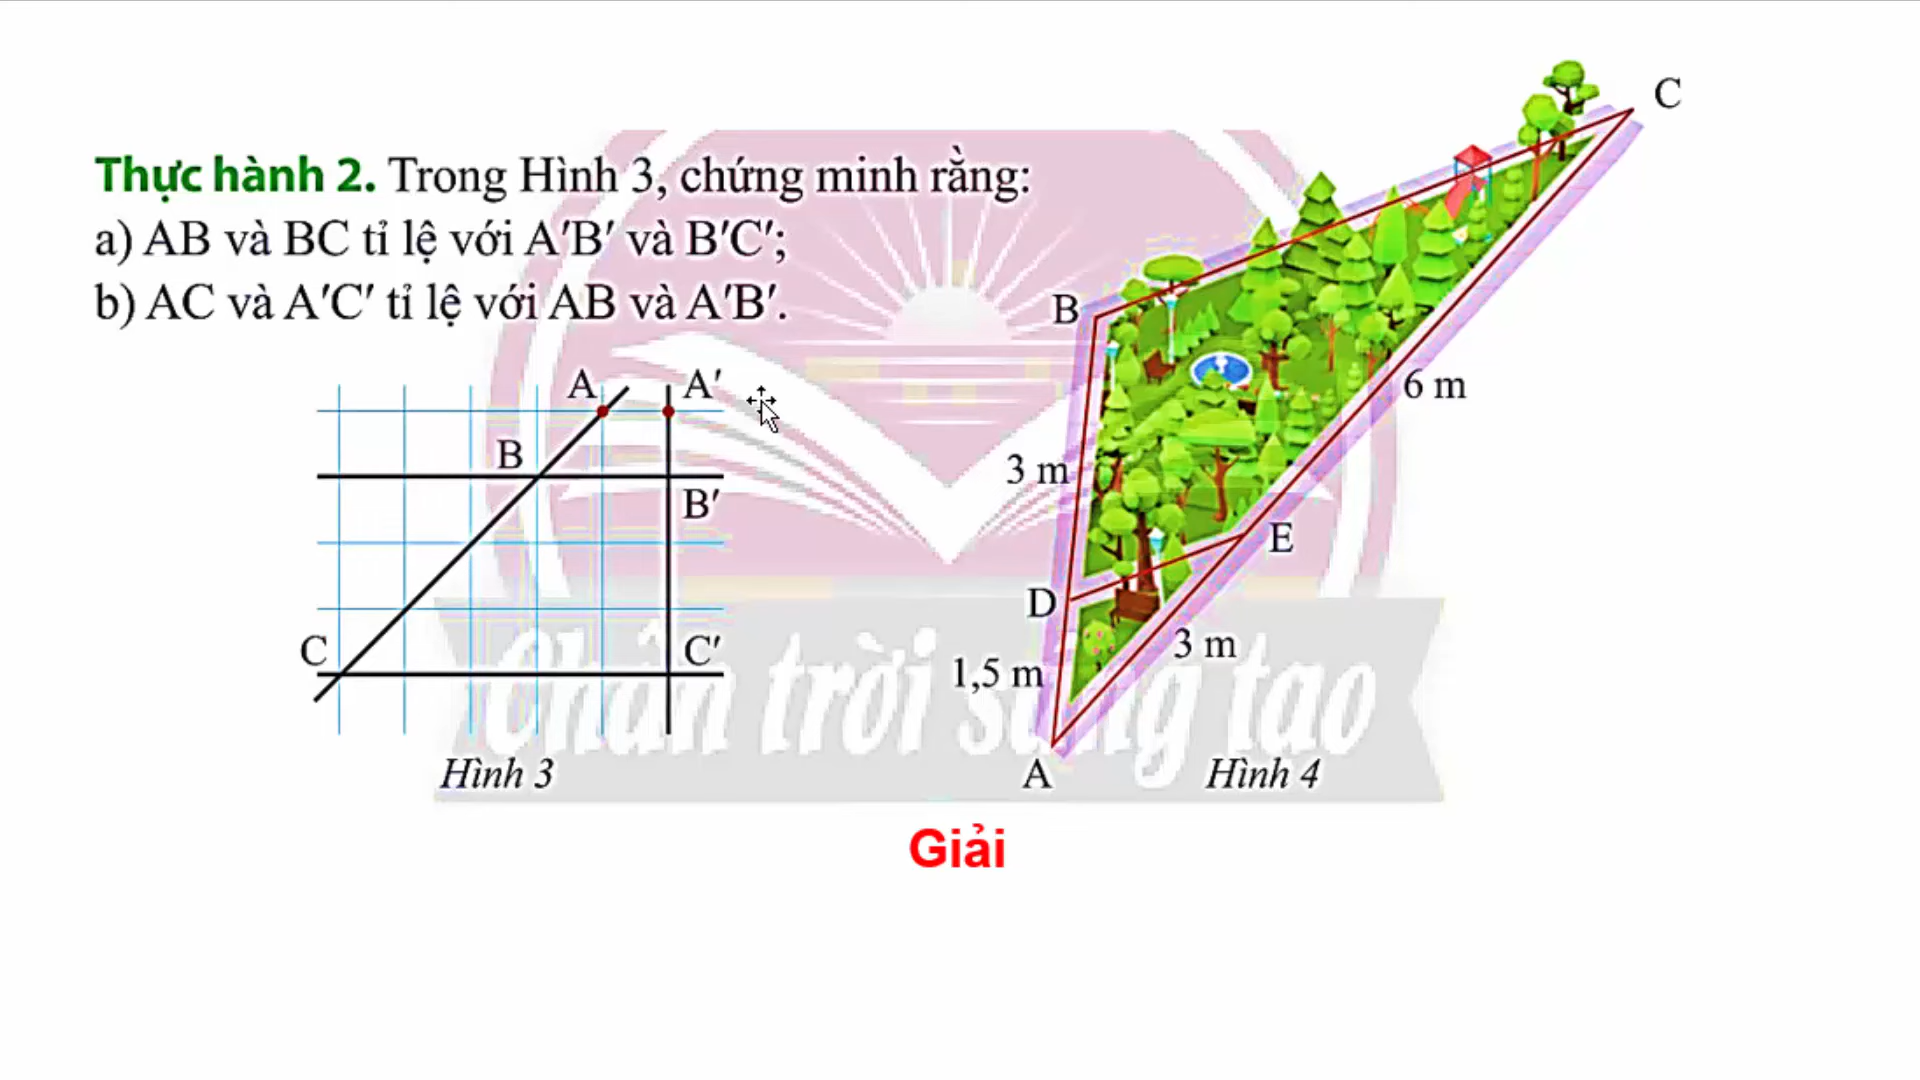 Thực hành 2. Trong Hình 3, chứng minh rằng:
a) AB và BC tỉ lệ với A′B′ và B′C′;
b) AC và A′C′ tỉ lệ với AB và A′B′.
A
A′
B
B′
C
C′
Hình 3
C
B
6 m
3 m
E
D
3 m
1,5 m
A
Hình 4
Chân trời sáng tạo
Giải